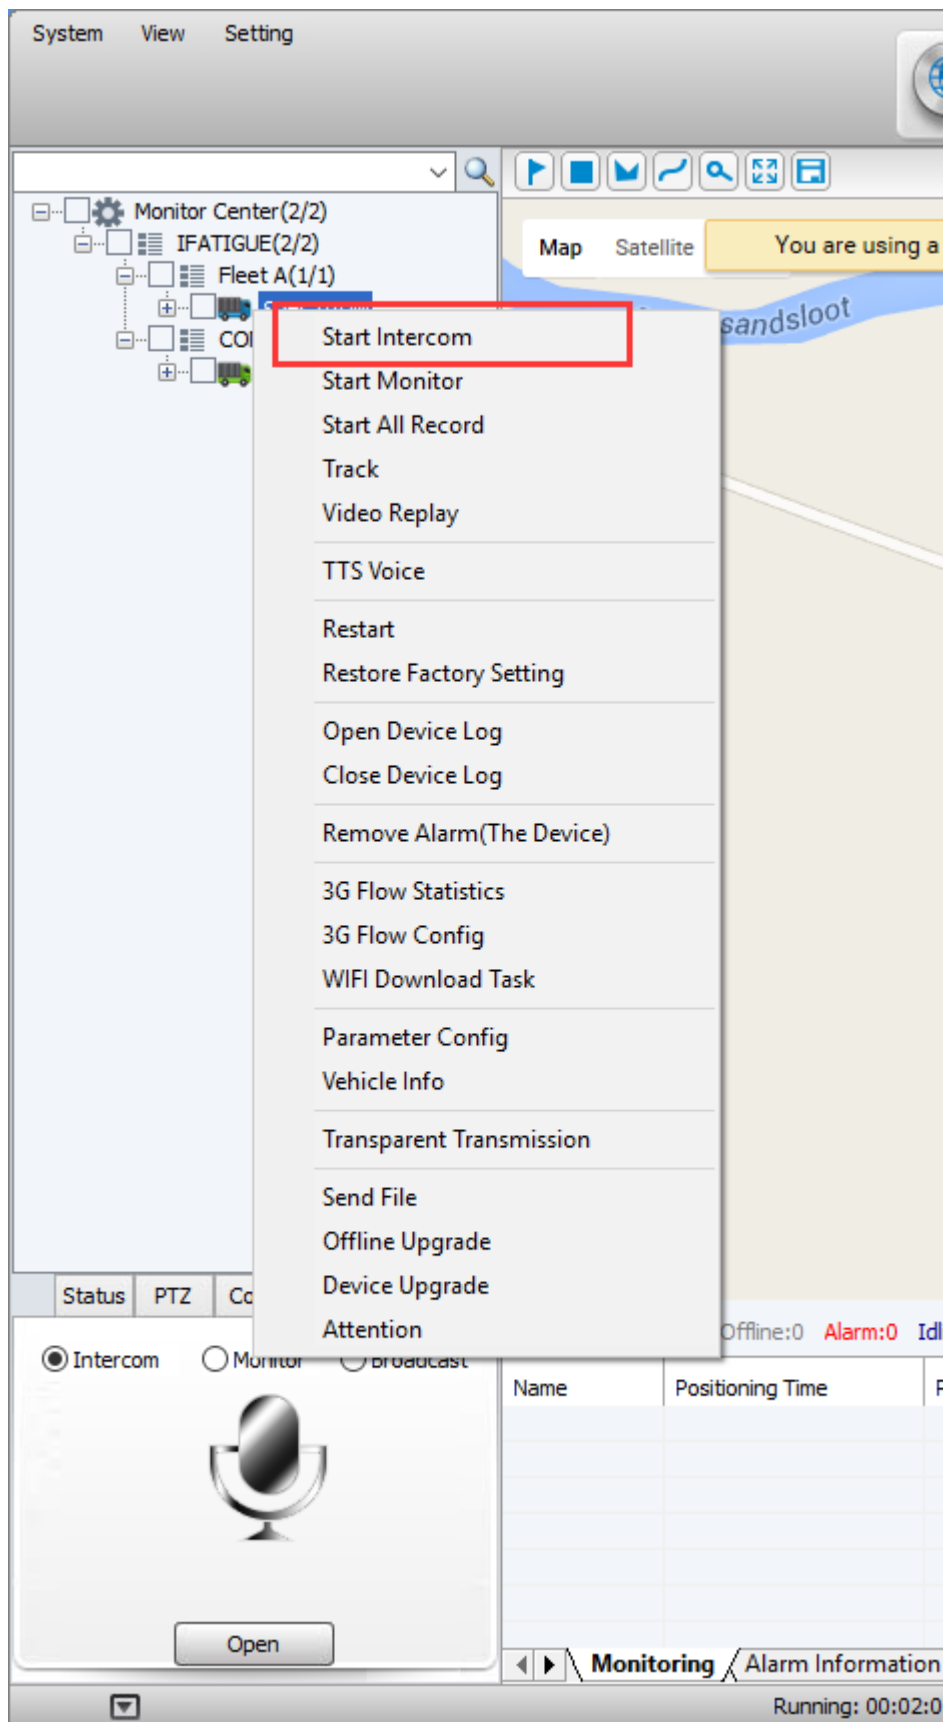 System View Setting
Monitor Center(2/2)
IFATIGUE(2/2)
Fleet A(1/1)
Map Satellite You are using a
sandsloot
Start Intercom
Start Monitor
Start All Record
Track
Video Replay
TTS Voice
Restart
Restore Factory Setting
Open Device Log
Close Device Log
Remove Alarm(The Device)
3G Flow Statistics
3G Flow Config
WIFI Download Task
Parameter Config
Vehicle Info
Transparent Transmission
Send File
Offline Upgrade
Device Upgrade
Attention
Status PTZ
Offline:0 Alarm:0 Idl
Intercom Monitor Broadcast
Name Positioning Time
Open
Monitoring Alarm Information
Running: 00:02:0